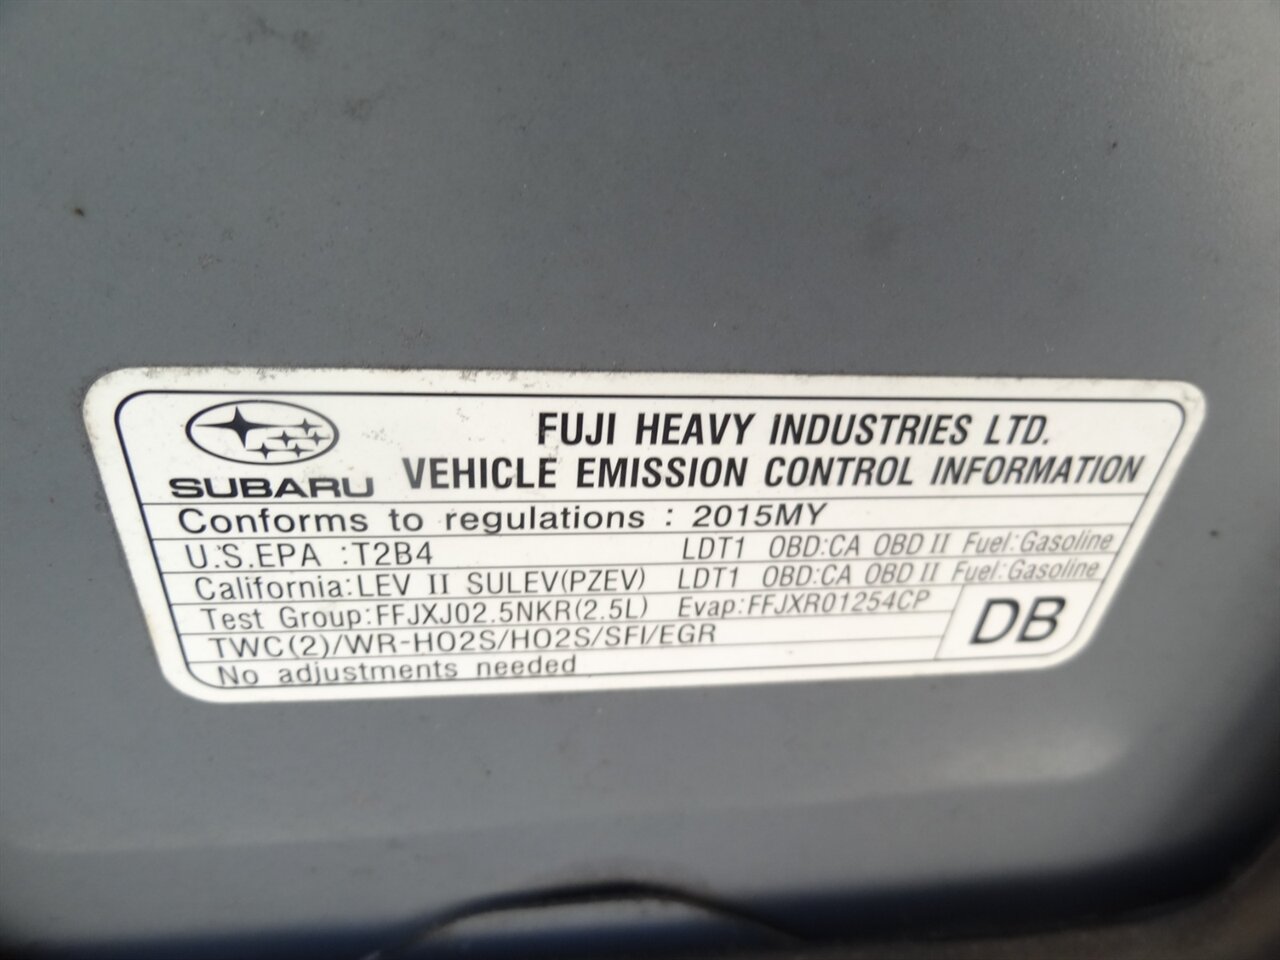 SUBARU
FUJI HEAVY INDUSTRIES LTD.
VEHICLE EMISSION CONTROL INFORMATION
Conforms to regulations : 2015MY
U.S.EPA :T2B4 LDT1 OBD:CA OBD II Fuel:Gasoline
California:LEV II SULEV(PZEV) LDT1 OBD:CA OBD II Fuel:Gasoline
Test Group:FFJXJ02.5NKR(2.5L) Evap:FFJXR01254CP
TWC(2)/WR-HO2S/HO2S/SFI/EGR
No adjustments needed
DB